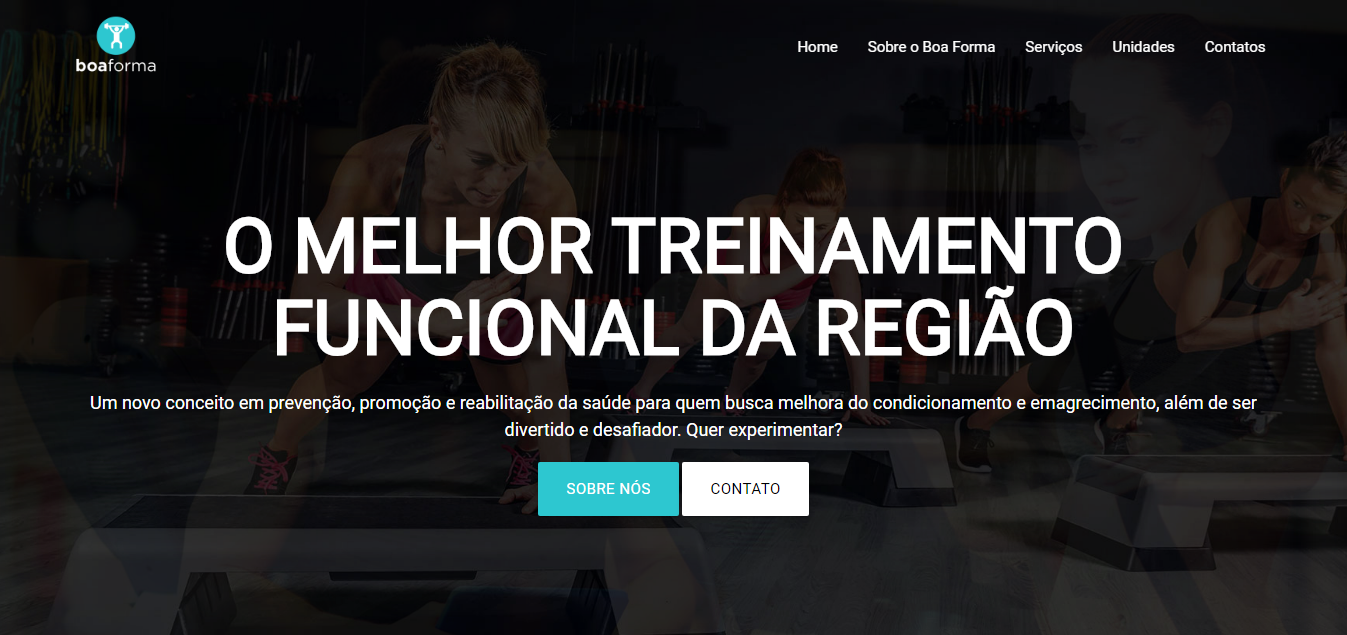 boaforma
Home
Sobre o Boa Forma
Serviços
Unidades
Contatos
O MELHOR TREINAMENTO
FUNCIONAL DA REGIÃO
Um novo conceito em prevenção, promoção e reabilitação da saúde para quem busca melhora do condicionamento e emagrecimento, além de ser
divertido e desafiador. Quer experimentar?
SOBRE NÓS
CONTATO